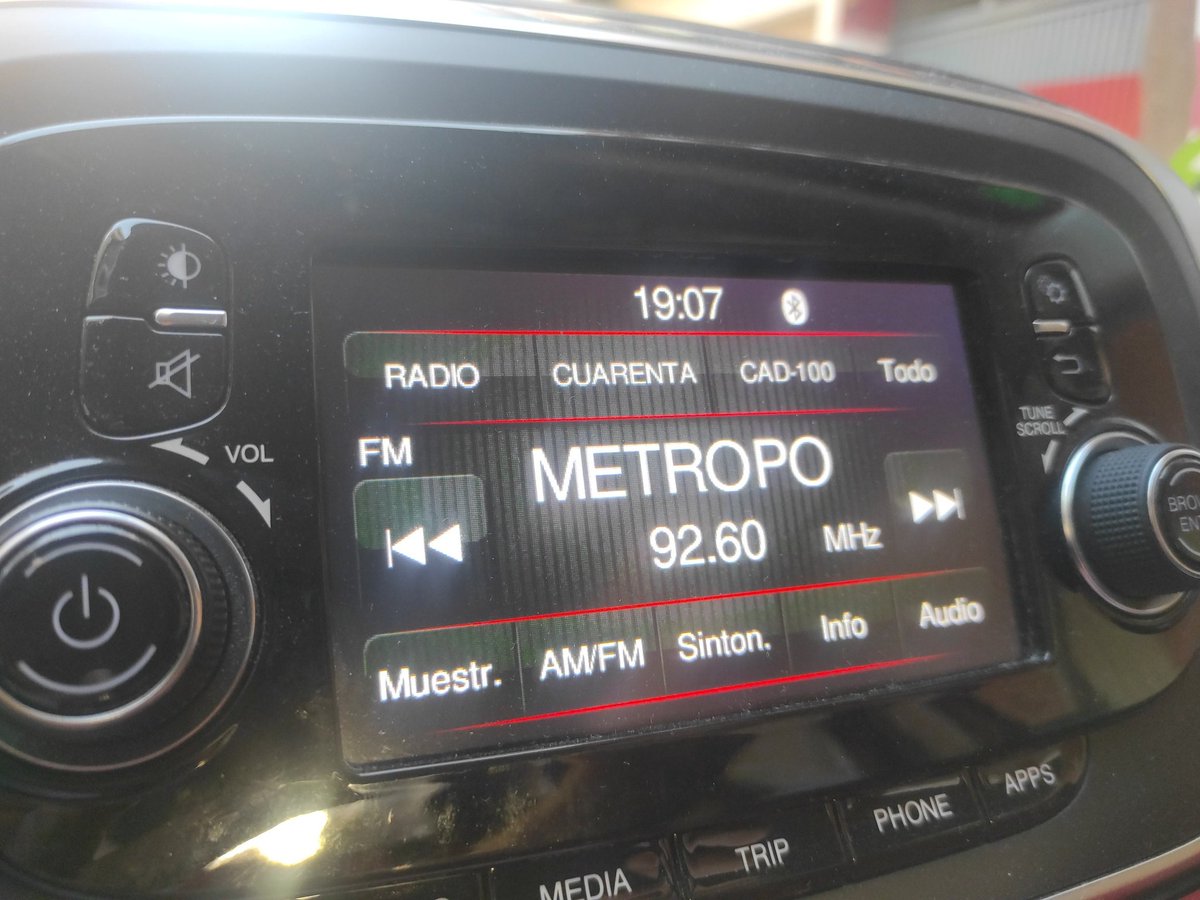 19:07
RADIO CUARENTA CAD-100 Todo
VOL
TUNE
SCROLL
FM
METROPO
92.60 MHz
Muestr. AM/FM Sinton. Info Audio
MEDIA TRIP PHONE APPS